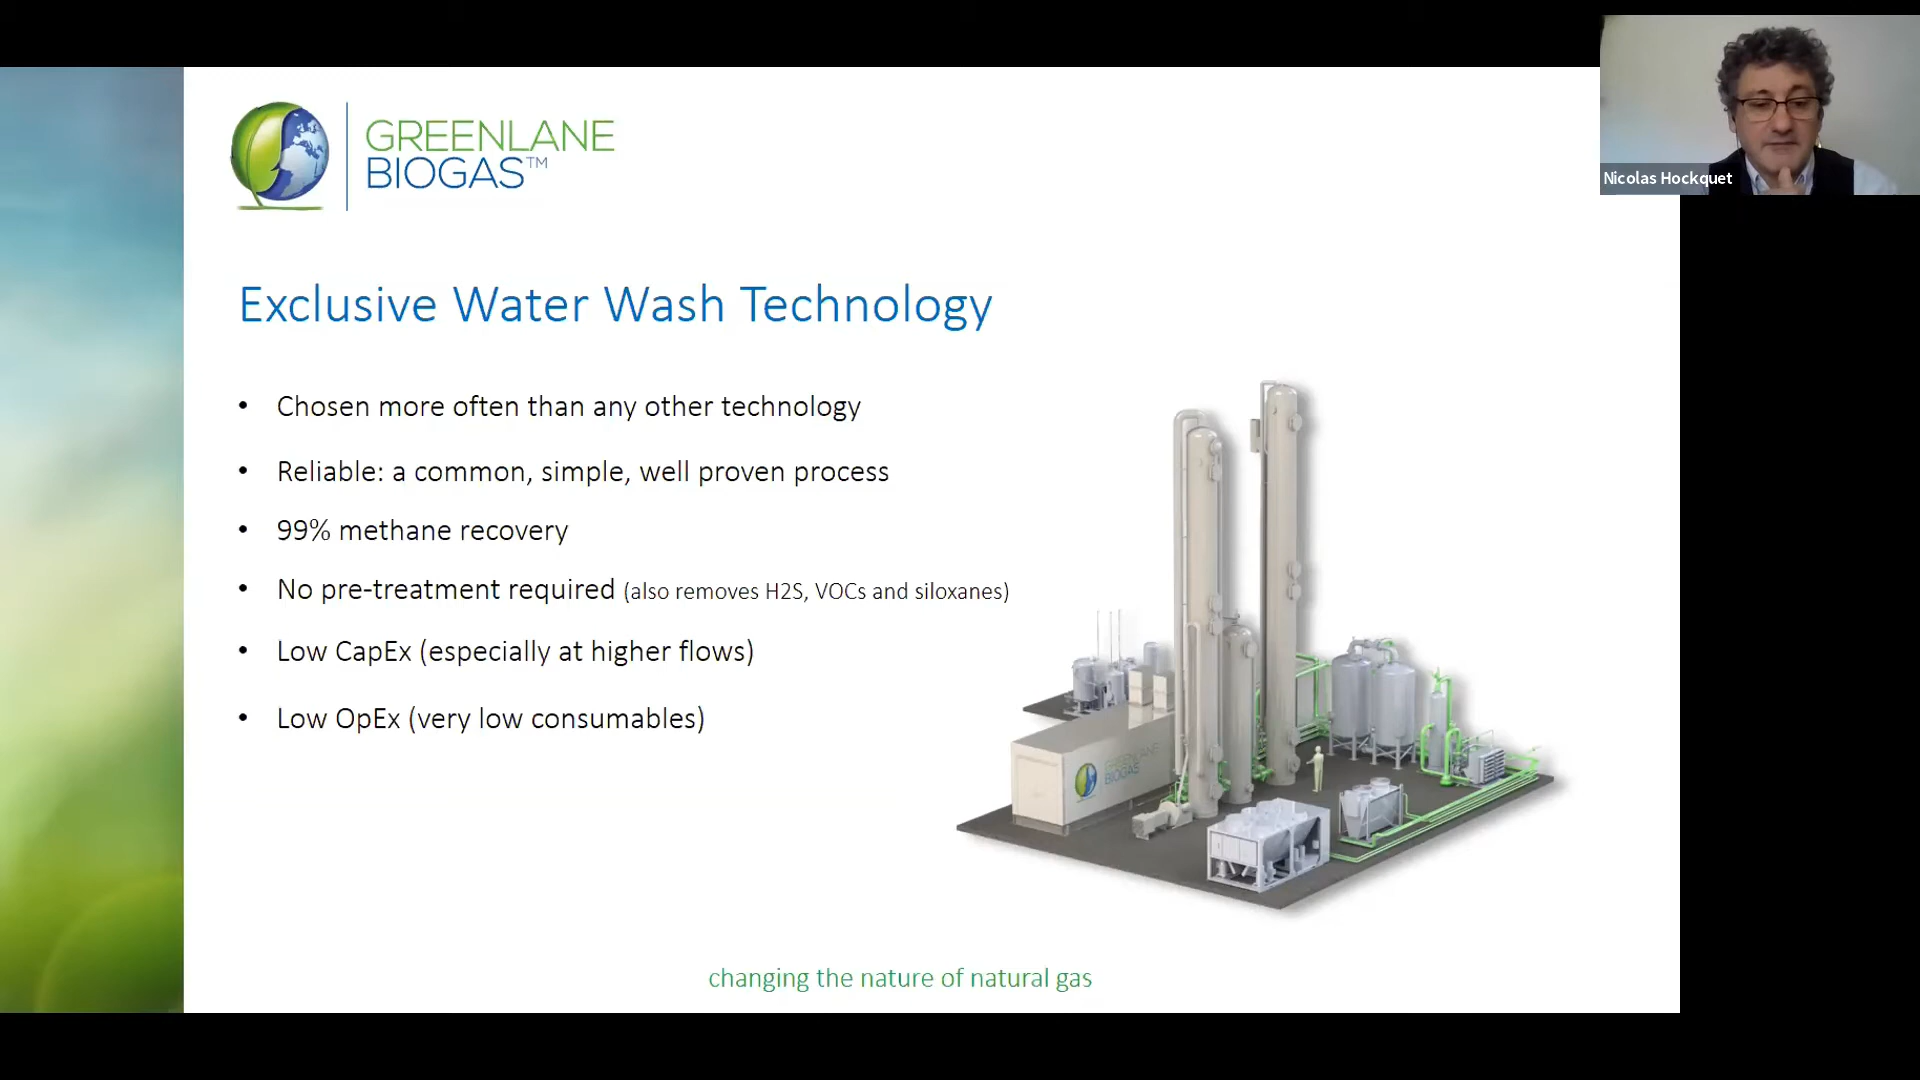 GREENLANE
BIOGAS™
Nicolas Hockquet
Exclusive Water Wash Technology
• Chosen more often than any other technology
• Reliable: a common, simple, well proven process
• 99% methane recovery
• No pre-treatment required (also removes H2S, VOCs and siloxanes)
• Low CapEx (especially at higher flows)
• Low OpEx (very low consumables)
GREENLANE
BIOGAS
changing the nature of natural gas